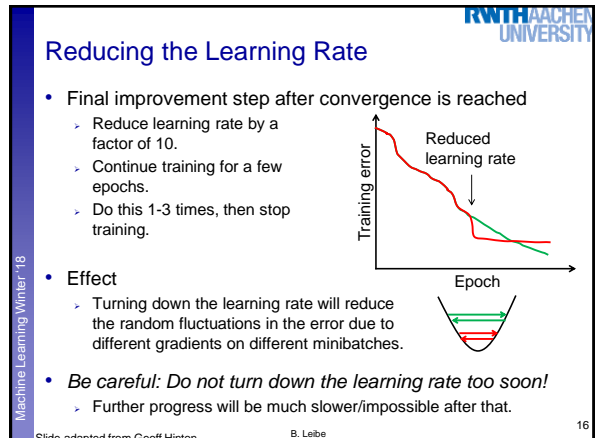 RWTHAACHEN
UNIVERSITY
Reducing the Learning Rate
• Final improvement step after convergence is reached
➢ Reduce learning rate by a
factor of 10.
➢ Continue training for a few
epochs.
➢ Do this 1-3 times, then stop
training.
Training error
Reduced
learning rate
Epoch
• Effect
➢ Turning down the learning rate will reduce
the random fluctuations in the error due to
different gradients on different minibatches.
• Be careful: Do not turn down the learning rate too soon!
➢ Further progress will be much slower/impossible after that.
Machine Learning Winter '18
Slide adapted from Geoff Hinton
B. Leibe
16